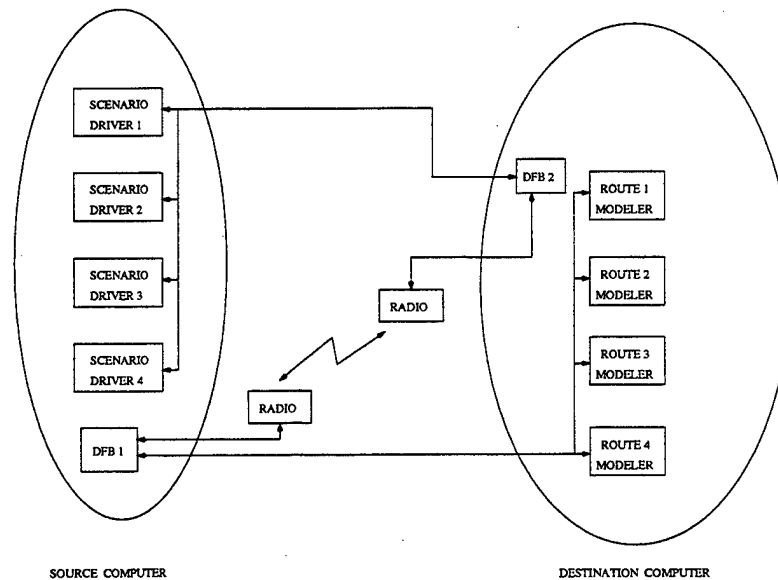 SCENARIO
DRIVER 1
SCENARIO
DRIVER 2
SCENARIO
DRIVER 3
SCENARIO
DRIVER 4
DFB 1
RADIO
RADIO
DFB 2
ROUTE 1
MODELER
ROUTE 2
MODELER
ROUTE 3
MODELER
ROUTE 4
MODELER
SOURCE COMPUTER
DESTINATION COMPUTER